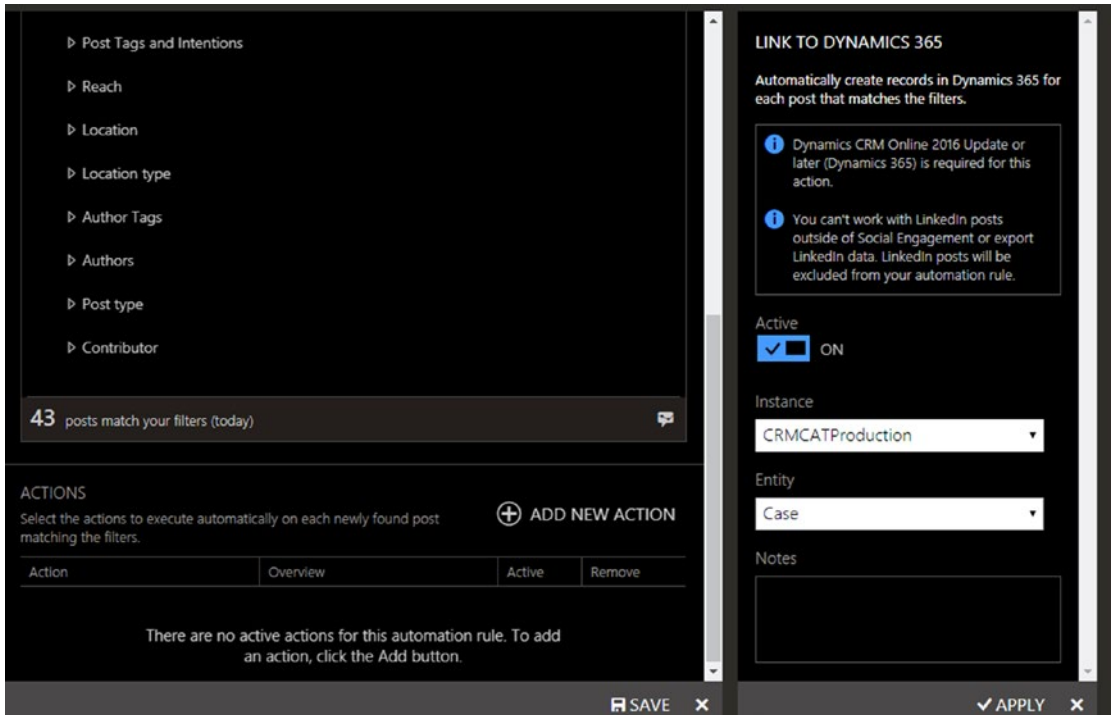 Post Tags and Intentions
Reach
Location
Location type
Author Tags
Authors
Post type
Contributor
43 posts match your filters (today)
ACTIONS
Select the actions to execute automatically on each newly found post
matching the filters.
ADD NEW ACTION
Action Overview Active Remove
There are no active actions for this automation rule. To add
an action, click the Add button.
SAVE
LINK TO DYNAMICS 365
Automatically create records in Dynamics 365 for
each post that matches the filters.
Dynamics CRM Online 2016 Update or
later (Dynamics 365) is required for this
action.
You can't work with LinkedIn posts
outside of Social Engagement or export
LinkedIn data. LinkedIn posts will be
excluded from your automation rule.
Active
ON
Instance
CRMCATProduction
Entity
Case
Notes
APPLY